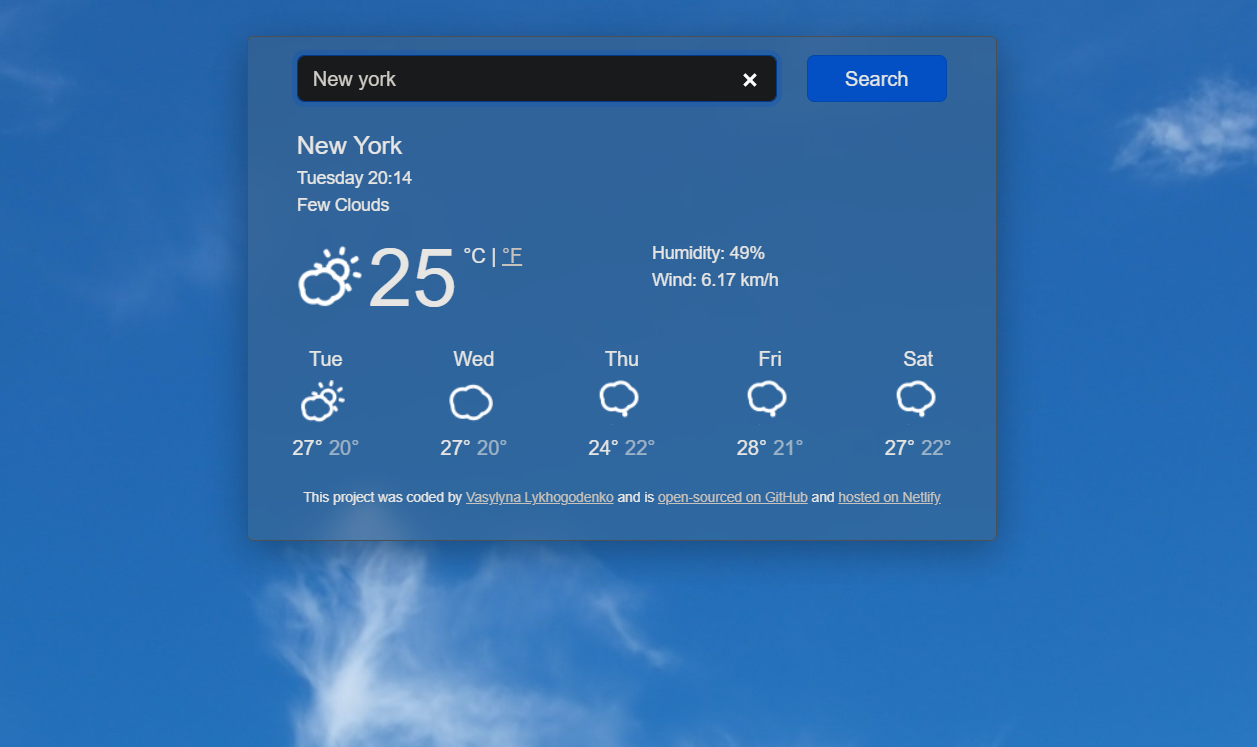 New york
Search
New York
Tuesday 20:14
Few Clouds
25 °C | °F
Humidity: 49%
Wind: 6.17 km/h
Tue Wed Thu Fri Sat
27° 20° 27° 20° 24° 22° 28° 21° 27° 22°
This project was coded by Vasylyna Lykhogodenko and is open-sourced on GitHub and hosted on Netlify